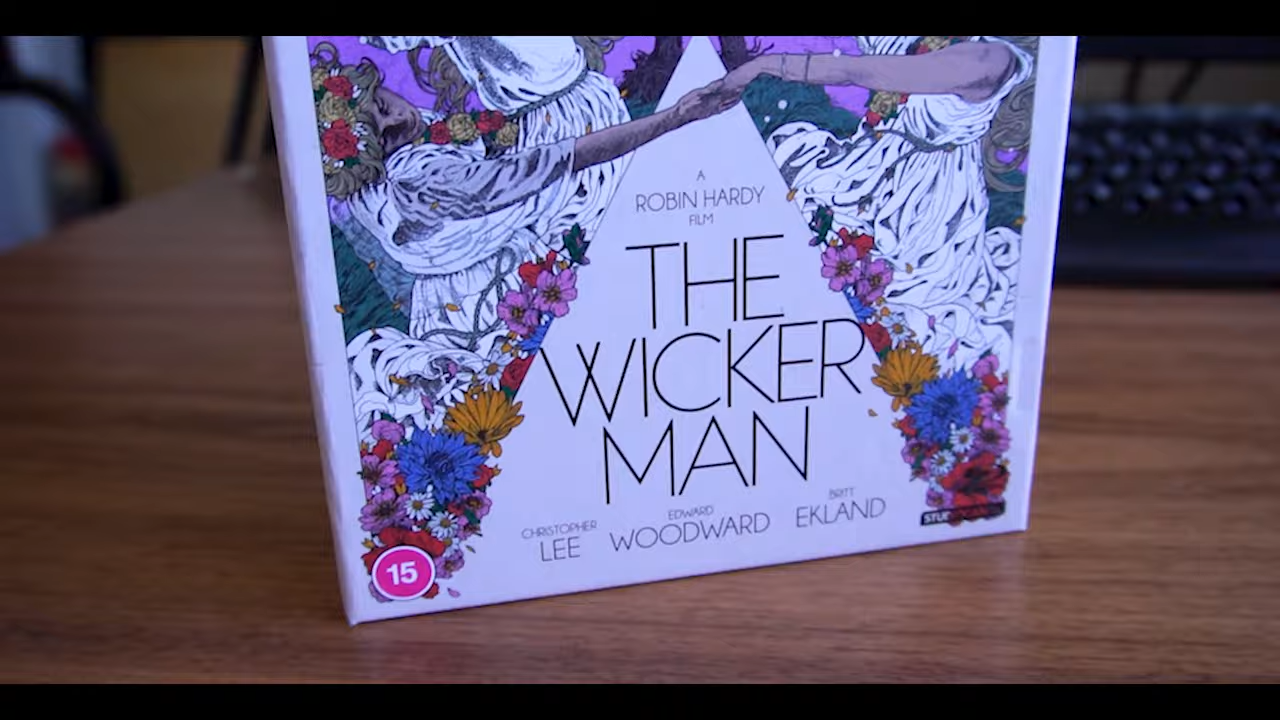 A
ROBIN HARDY
FILM
THE
WICKER
MAN
CHRISTOPHER
LEE
EDWARD
WOODWARD
BRITT
EKLAND
15